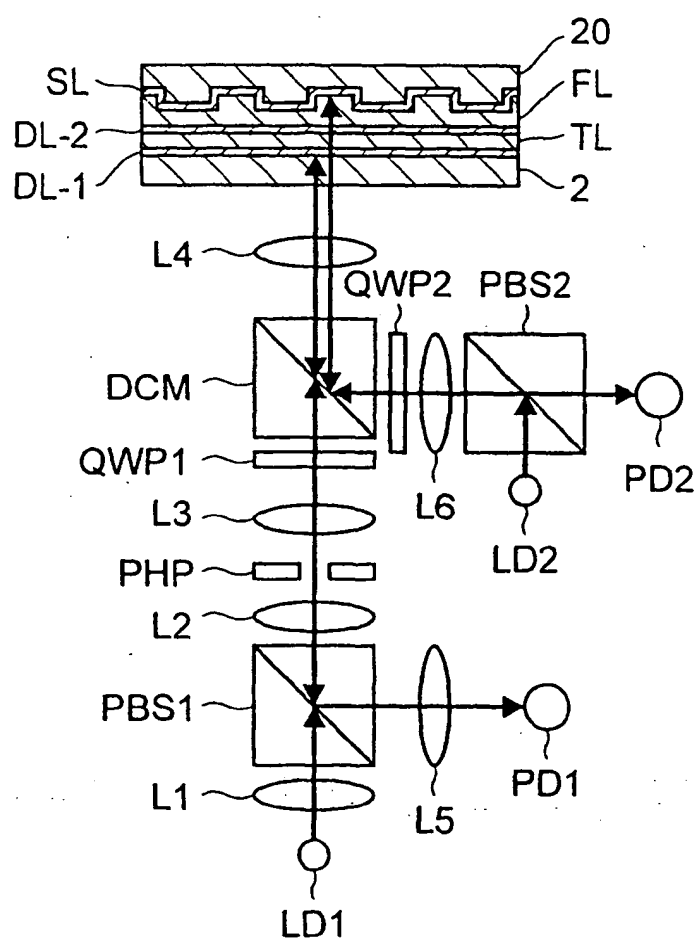 20
SL
FL
DL-2
TL
DL-1
2
L4
QWP2
PBS2
DCM
QWP1
L6
PD2
L3
LD2
PHP
L2
PBS1
PD1
L1
L5
LD1